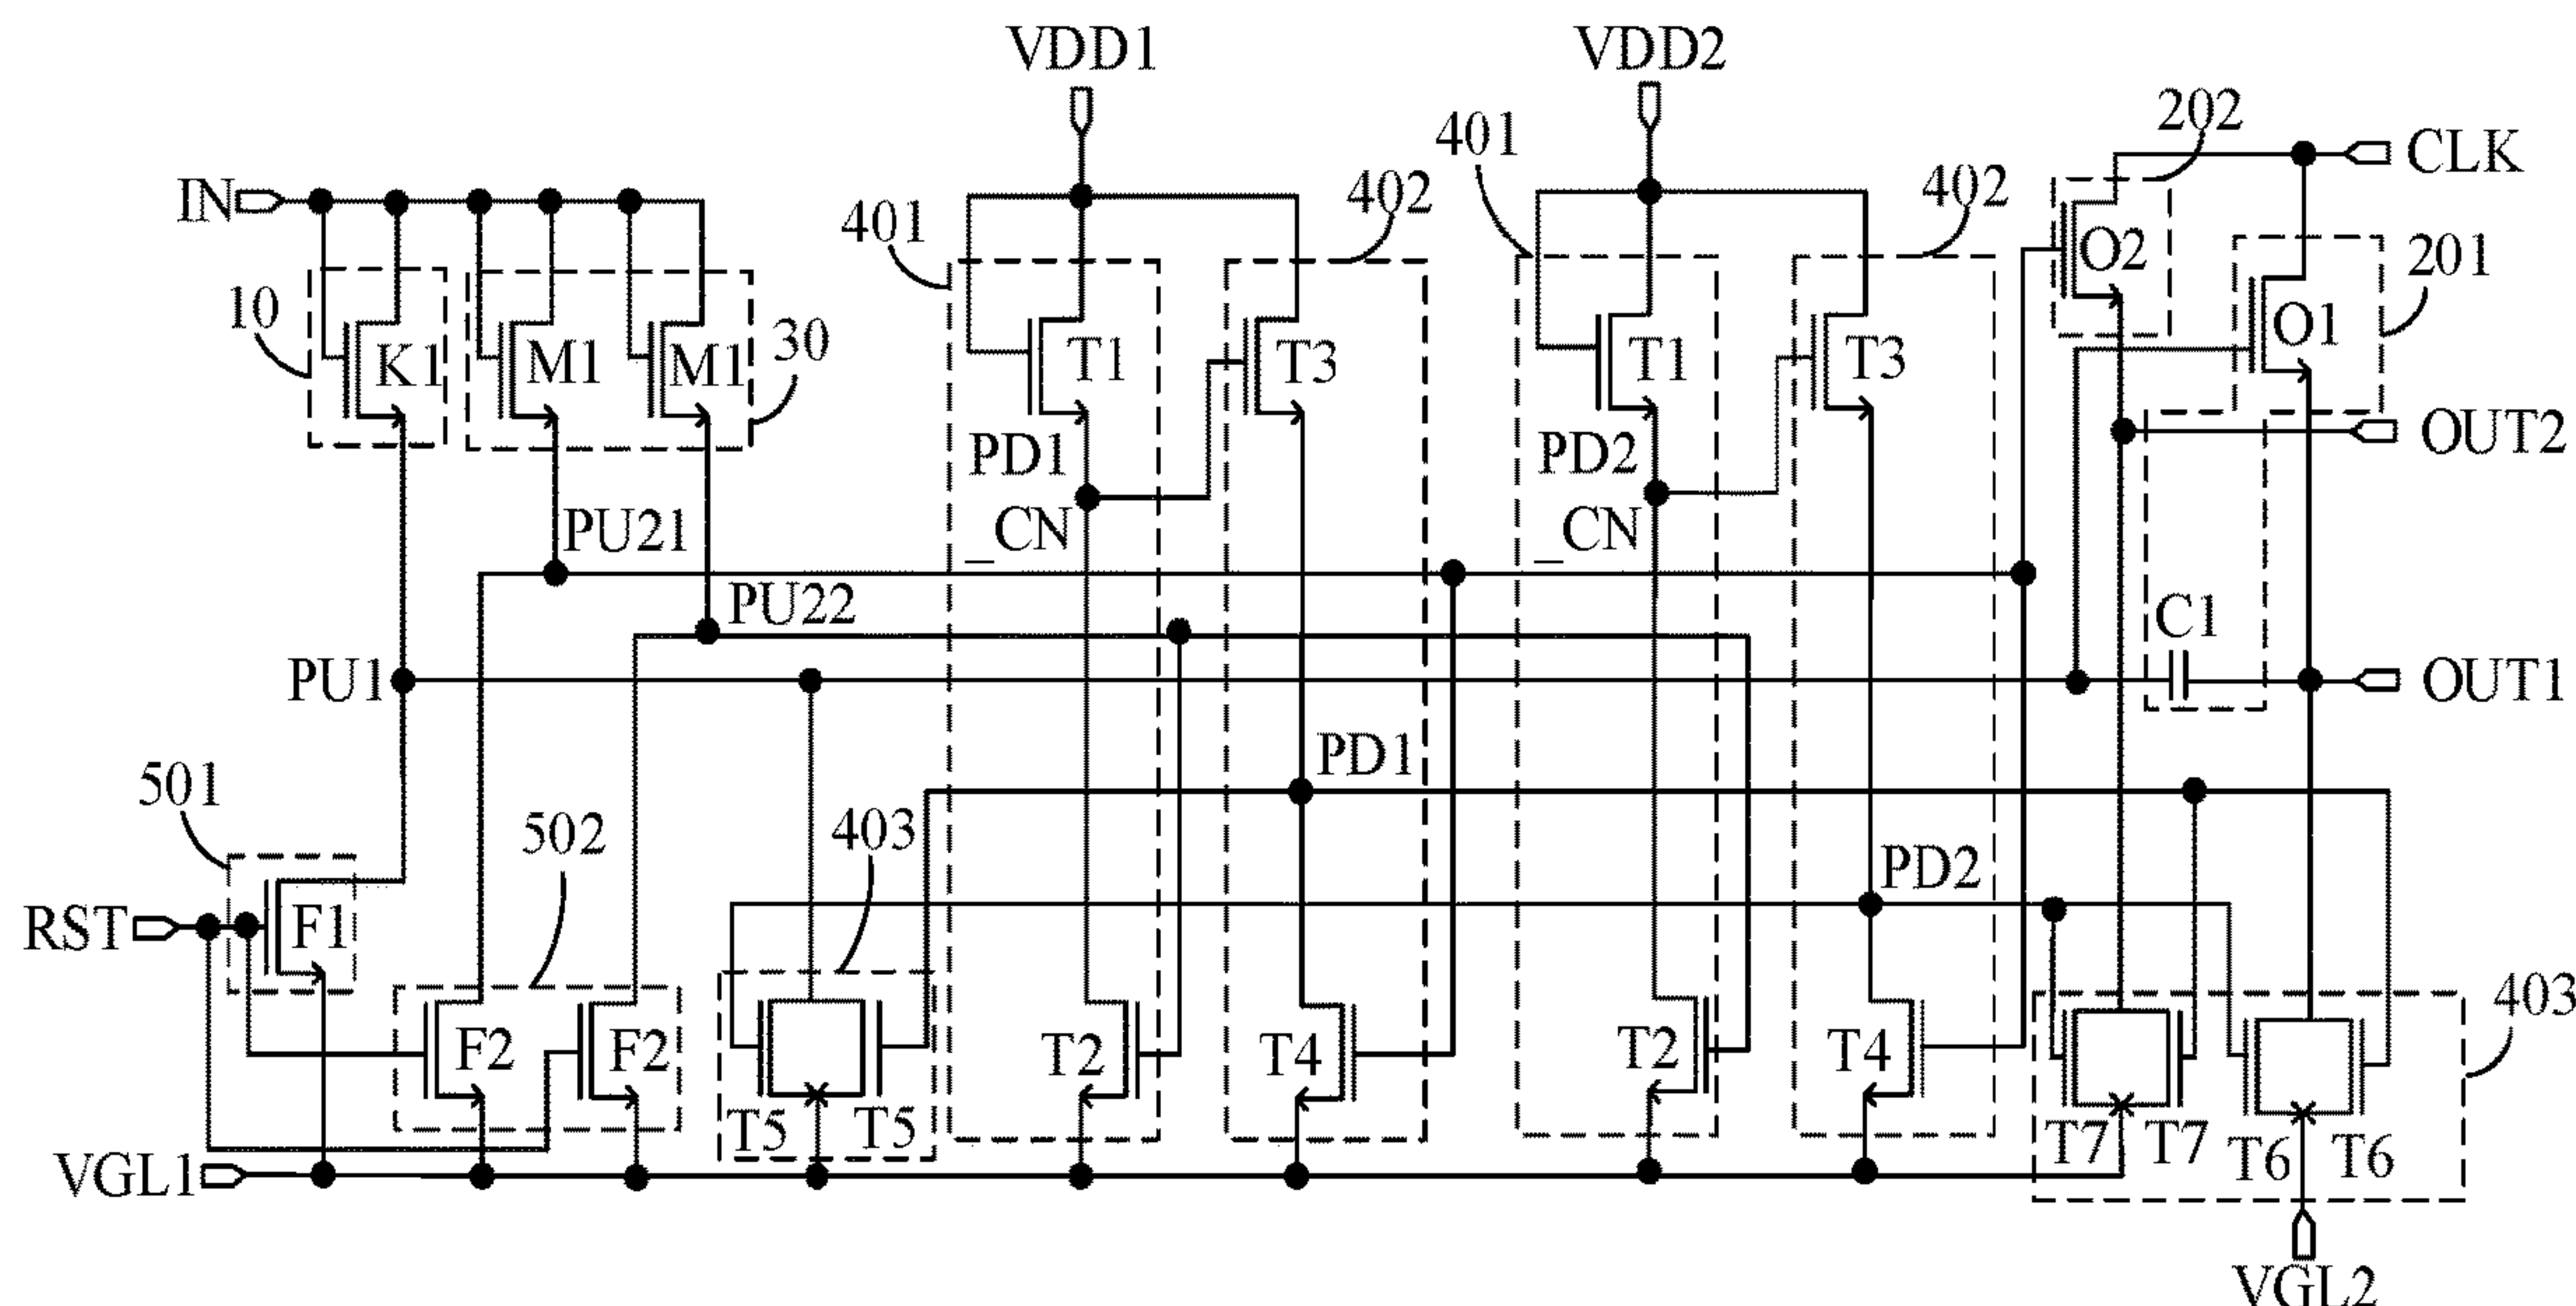 VDD1
VDD2
202
CLK
401
402
401
402
IN
O2
201
10
K1
M1
M1
30
T1
T3
T1
T3
O1
OUT2
PD1
_CN
PD2
_CN
PU21
PU22
C1
PU1
OUT1
PD1
501
502
403
PD2
RST
F1
F2
F2
T5
T5
T2
T4
T2
T4
T7
T7
T6
T6
403
VGL1
VGL2